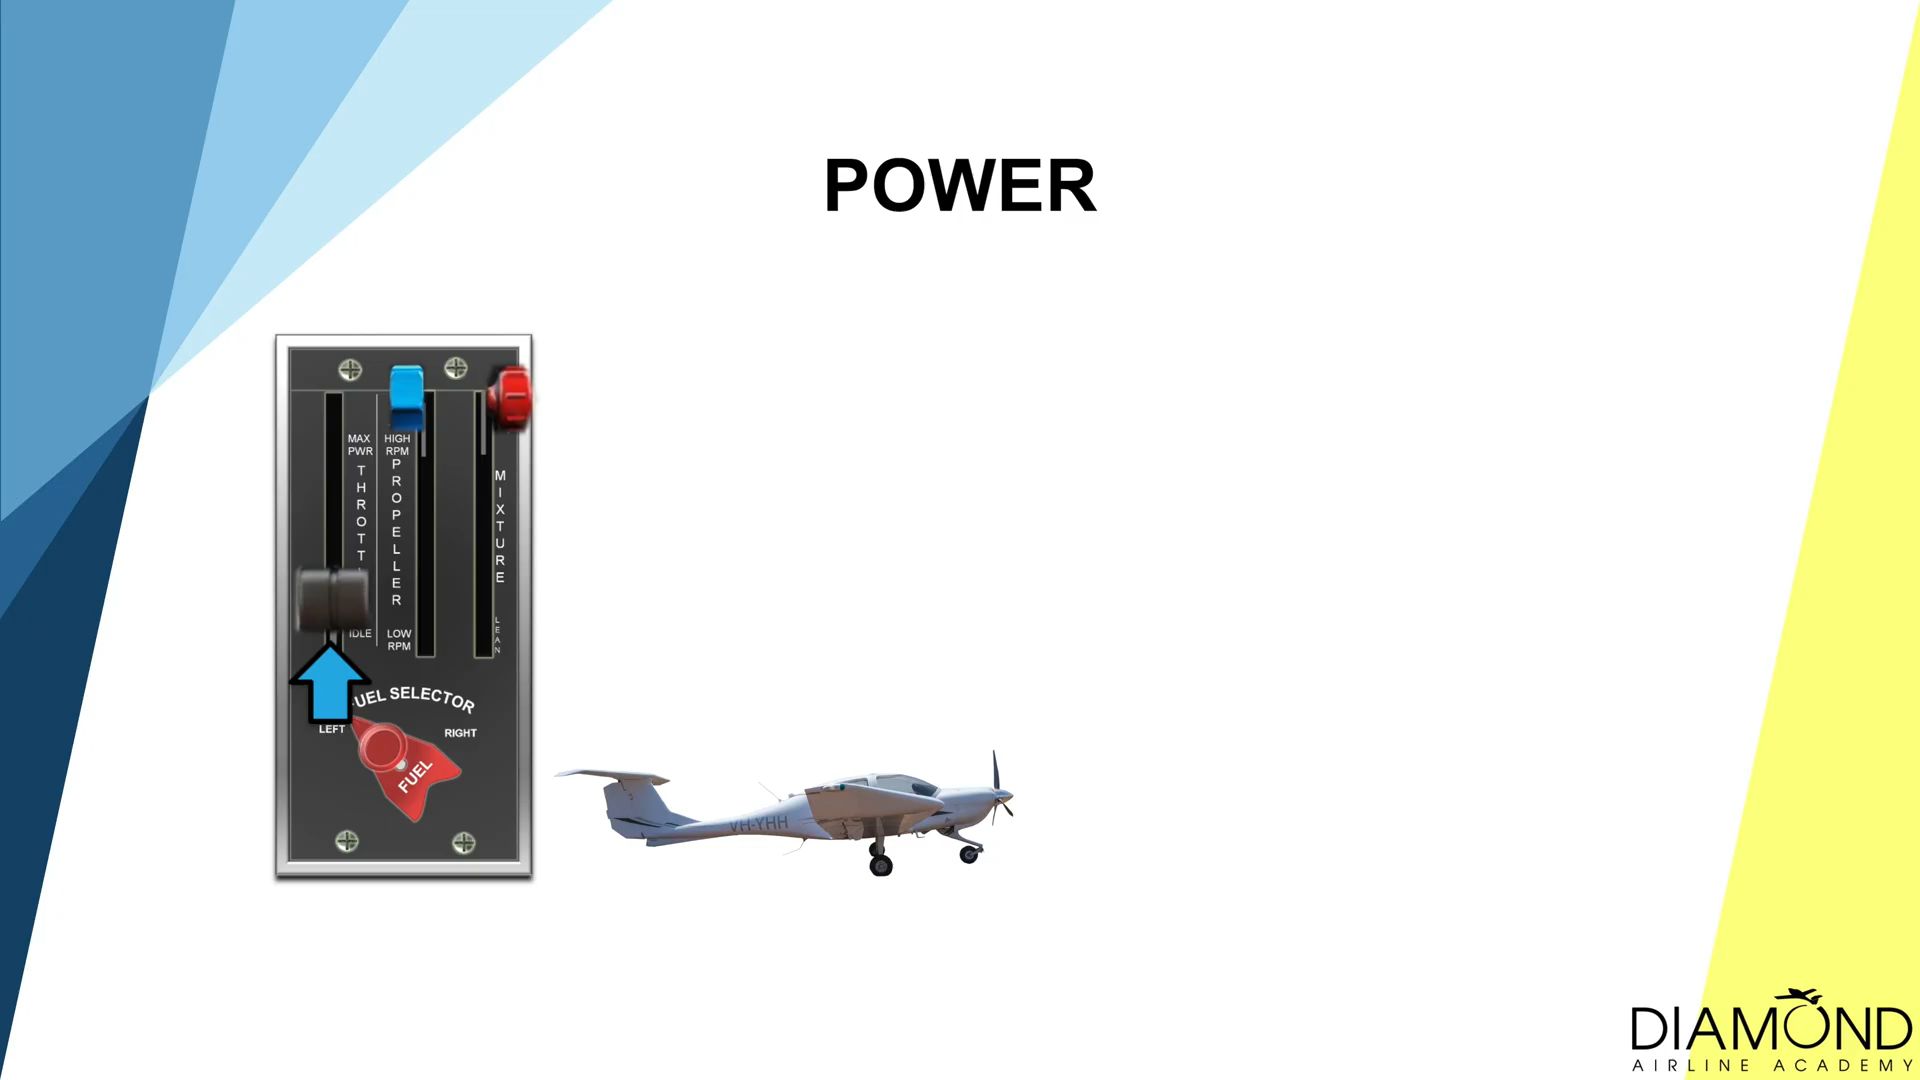 POWER
MAX
PWR
THROTT
IDLE
HIGH
RPM
PROPELLER
LOW
RPM
MIXTURE
LEAN
FUEL SELECTOR
LEFT
RIGHT
FUEL
VH-YHH
DIAMOND
AIRLINE ACADEMY